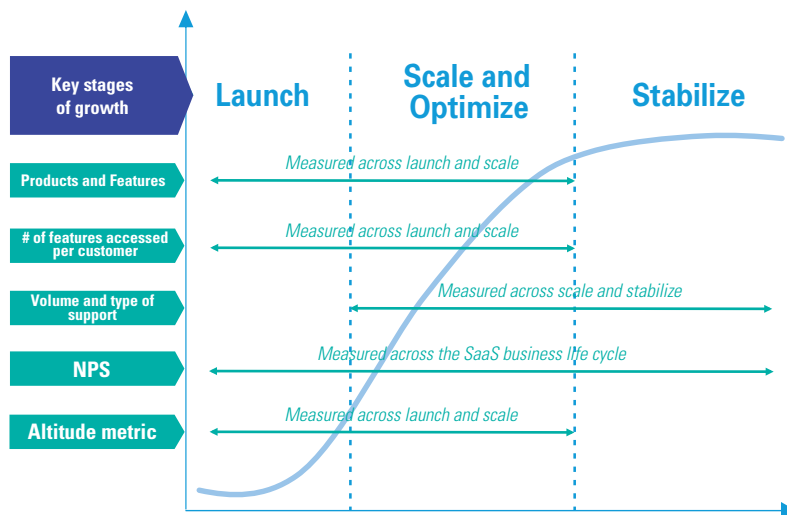 Key stages
of growth
Launch
Scale and
Optimize
Stabilize
Products and Features
Measured across launch and scale
# of features accessed
per customer
Measured across launch and scale
Volume and type of
support
Measured across scale and stabilize
NPS
Measured across the SaaS business life cycle
Altitude metric
Measured across launch and scale